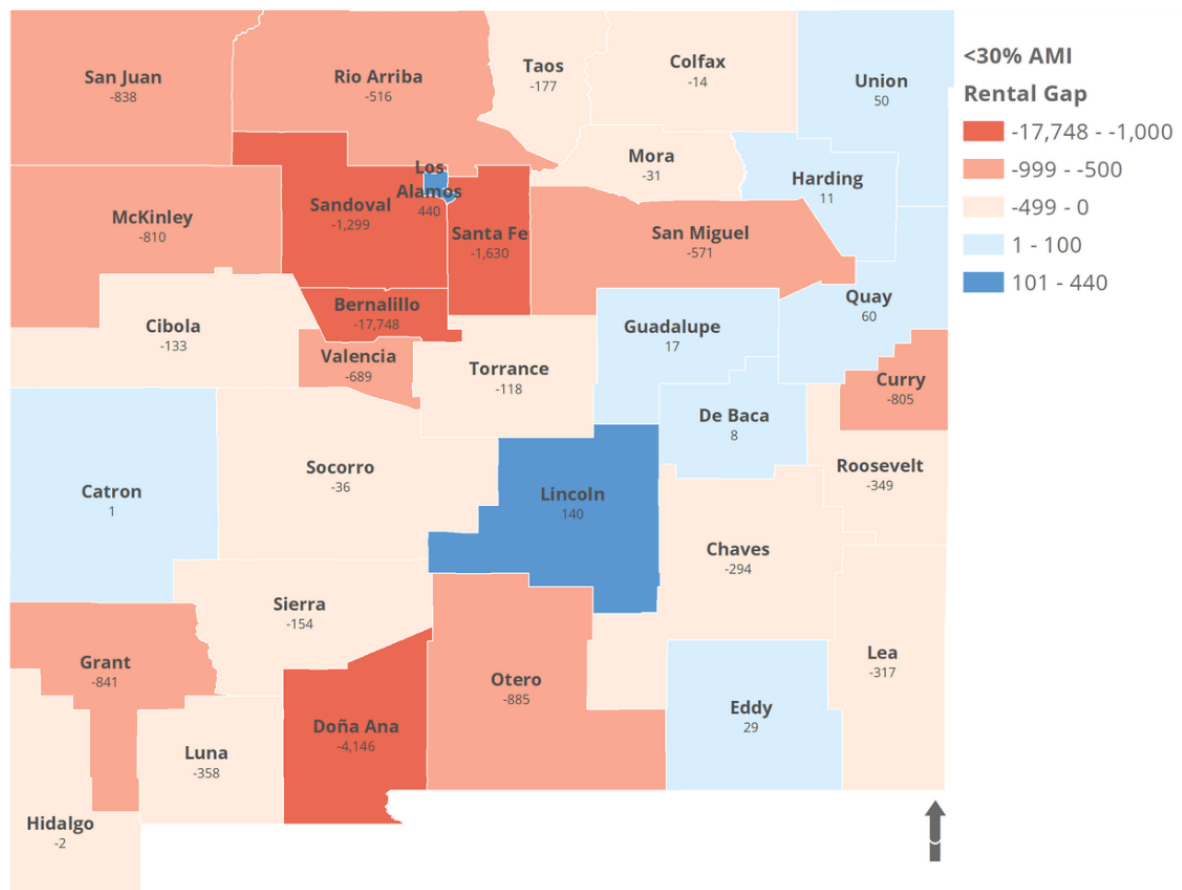 San Juan
-838
Rio Arriba
-516
Taos
-177
Colfax
-14
Union
50
<30% AMI
Rental Gap
-17,748 - -1,000
-999 - -500
-499 - 0
1 - 100
101 - 440
Mora
-31
Harding
11
Los
Alamos
440
McKinley
-810
Sandoval
-1,299
Santa Fe
-1,630
San Miguel
-571
Quay
60
Bernalillo
-17,748
Cibola
-133
Guadalupe
17
Valencia
-689
Torrance
-118
Curry
-805
De Baca
8
Socorro
-36
Roosevelt
-349
Catron
1
Lincoln
140
Chaves
-294
Sierra
-154
Grant
-841
Otero
-885
Lea
-317
Eddy
29
Doña Ana
-4,146
Luna
-358
Hidalgo
-2